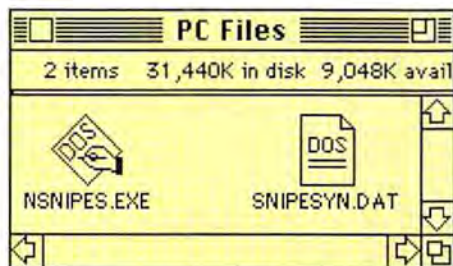 PC Files
2 items 31,440K in disk 9,048K avail
DOS DOS
NSNIPES.EXE SNIPESYN.DAT